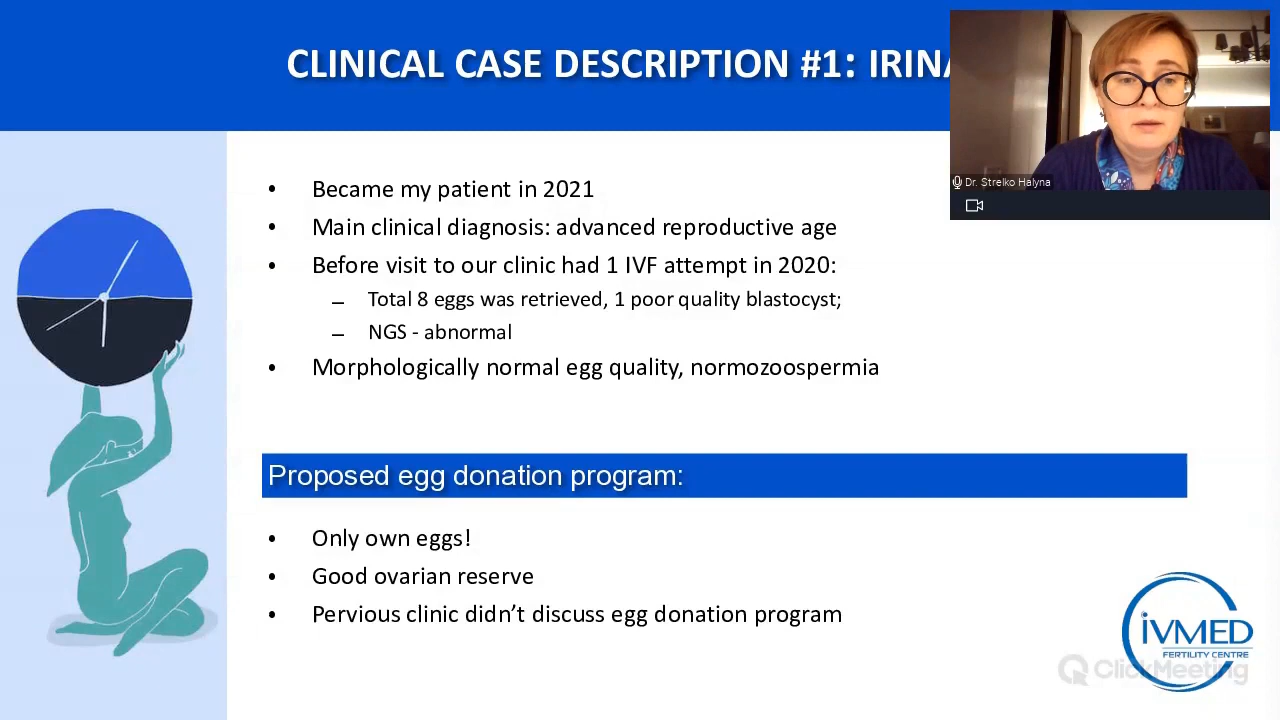 CLINICAL CASE DESCRIPTION #1: IRINA
Dr. Strelko Halyna
• Became my patient in 2021
• Main clinical diagnosis: advanced reproductive age
• Before visit to our clinic had 1 IVF attempt in 2020:
– Total 8 eggs was retrieved, 1 poor quality blastocyst;
– NGS - abnormal
• Morphologically normal egg quality, normozoospermia
Proposed egg donation program:
• Only own eggs!
• Good ovarian reserve
• Pervious clinic didn’t discuss egg donation program
iVMED
FERTILITY CENTRE
ClickMeeting